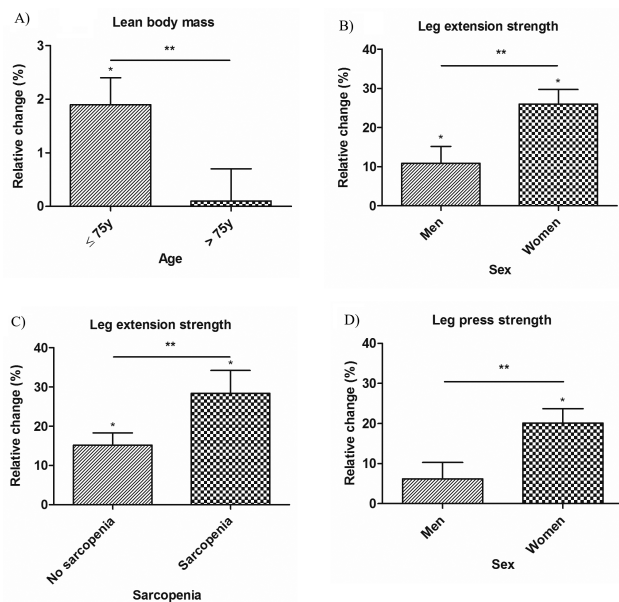 A)
Lean body mass
Relative change (%)
3
2
1
0
*
**
≤ 75y
> 75y
Age
B)
Leg extension strength
Relative change (%)
40
30
20
10
0
*
**
*
Men
Women
Sex
C)
Leg extension strength
Relative change (%)
40
30
20
10
0
*
**
*
No sarcopenia
Sarcopenia
Sarcopenia
D)
Leg press strength
Relative change (%)
40
30
20
10
0
**
*
Men
Women
Sex